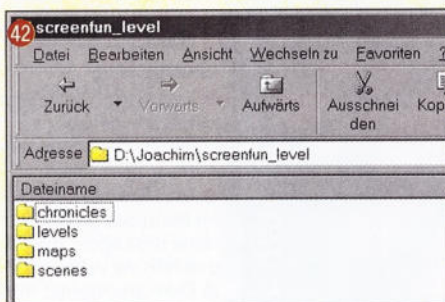 42
screenfun_level
Datei Bearbeiten Ansicht Wechseln zu Favoriten ?
Zurück Vorwärts Aufwärts Ausschnei
den Kop
Adresse D:\Joachim\screenfun_level
Dateiname
chronicles
levels
maps
scenes